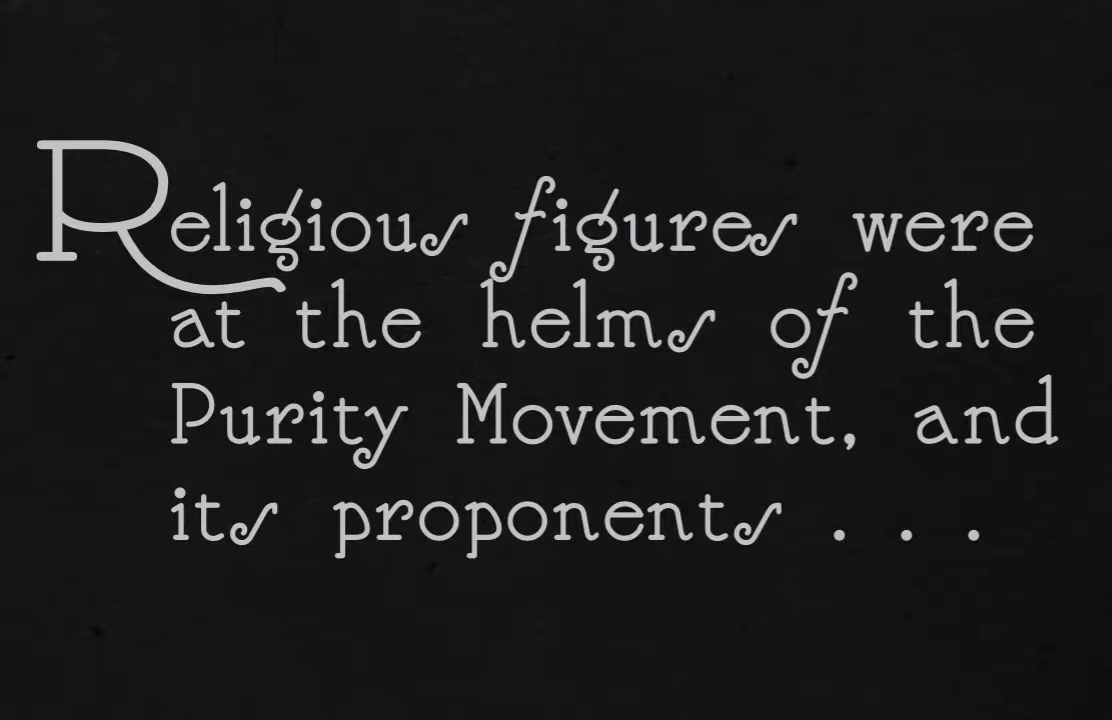 Religious figures were
at the helms of the
Purity Movement, and
its proponents . . .